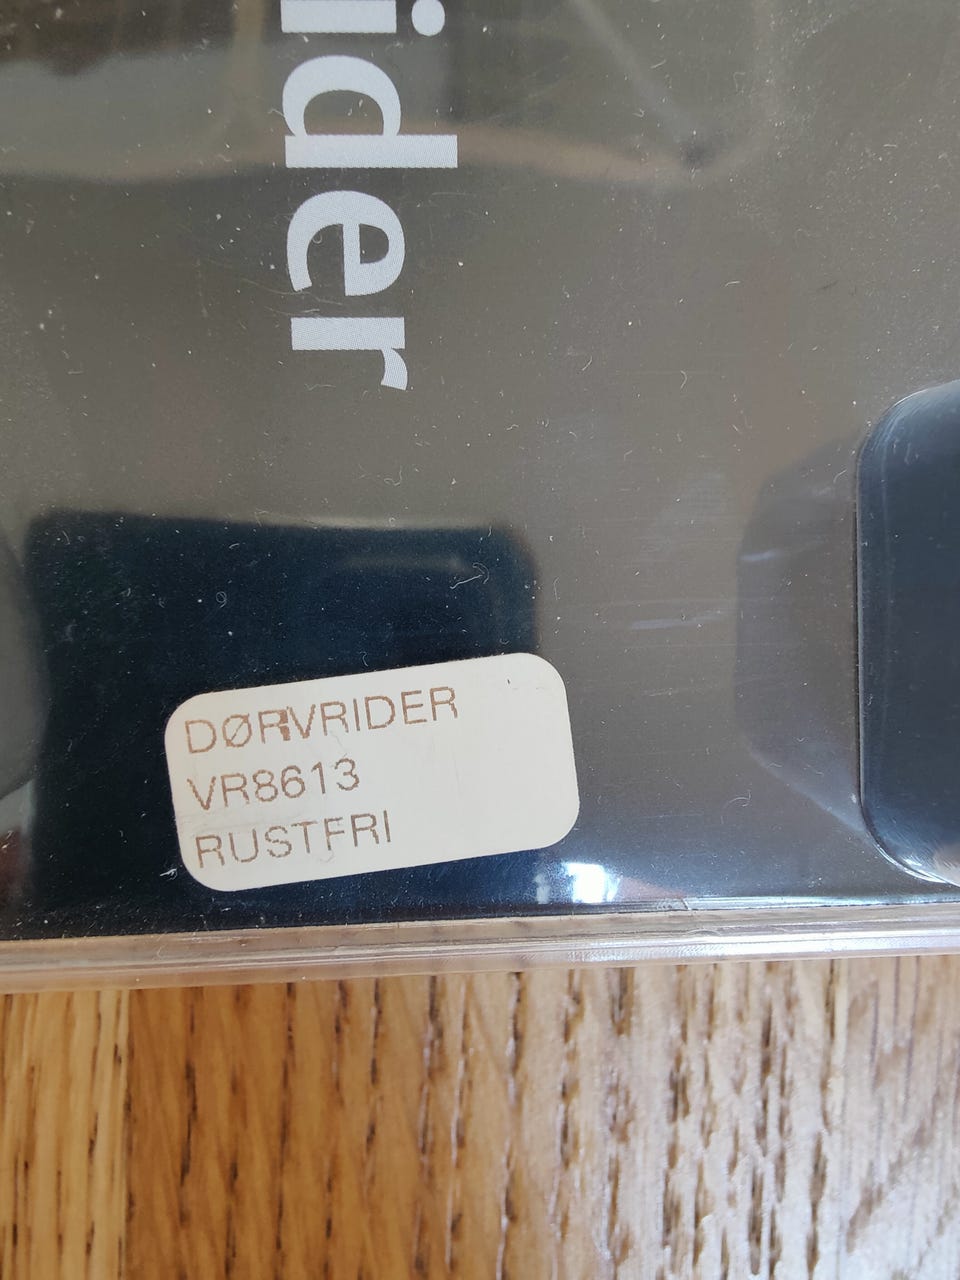 ider
DØRVRIDER
VR8613
RUSTFRI